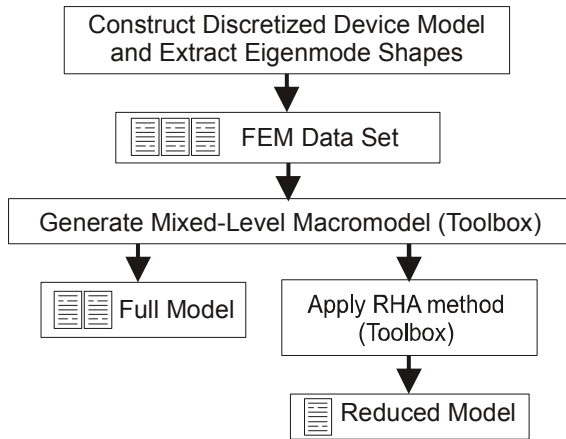 Construct Discretized Device Model
and Extract Eigenmode Shapes
FEM Data Set
Generate Mixed-Level Macromodel (Toolbox)
Full Model
Apply RHA method
(Toolbox)
Reduced Model